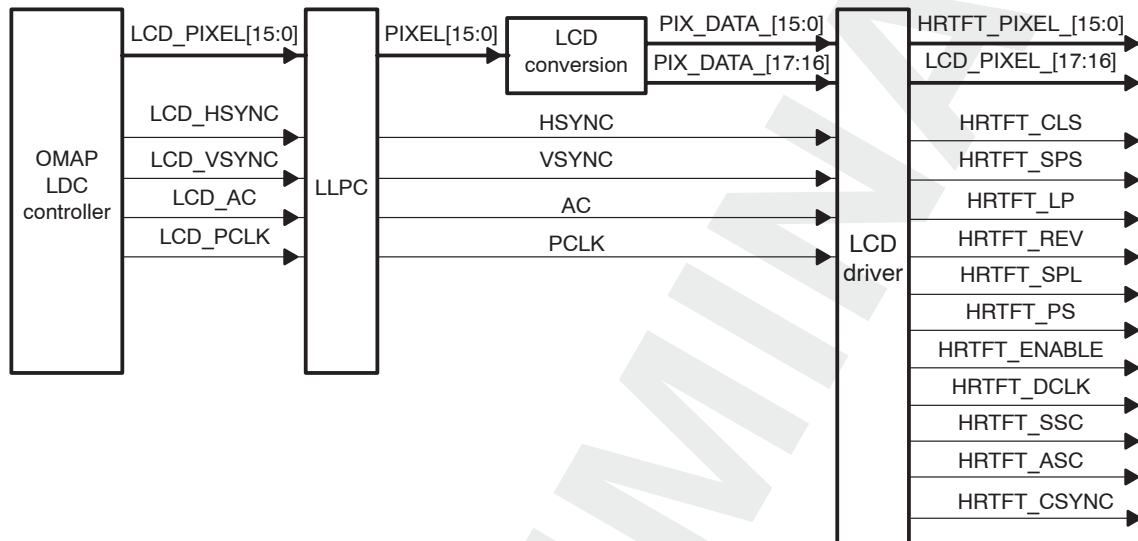 LCD_PIXEL[15:0]
PIXEL[15:0]
LCD
conversion
PIX_DATA_[15:0]
PIX_DATA_[17:16]
HRTFT_PIXEL_[15:0]
LCD_PIXEL_[17:16]
OMAP
LDC
controller
LCD_HSYNC
LCD_VSYNC
LCD_AC
LCD_PCLK
LLPC
HSYNC
VSYNC
AC
PCLK
LCD
driver
HRTFT_CLS
HRTFT_SPS
HRTFT_LP
HRTFT_REV
HRTFT_SPL
HRTFT_PS
HRTFT_ENABLE
HRTFT_DCLK
HRTFT_SSC
HRTFT_ASC
HRTFT_CSYNC